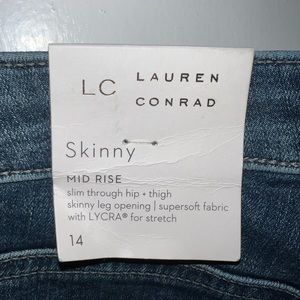 LC
LAUREN
CONRAD
Skinny
MID RISE
slim through hip + thigh
skinny leg opening | supersoft fabric
with LYCRA® for stretch
14